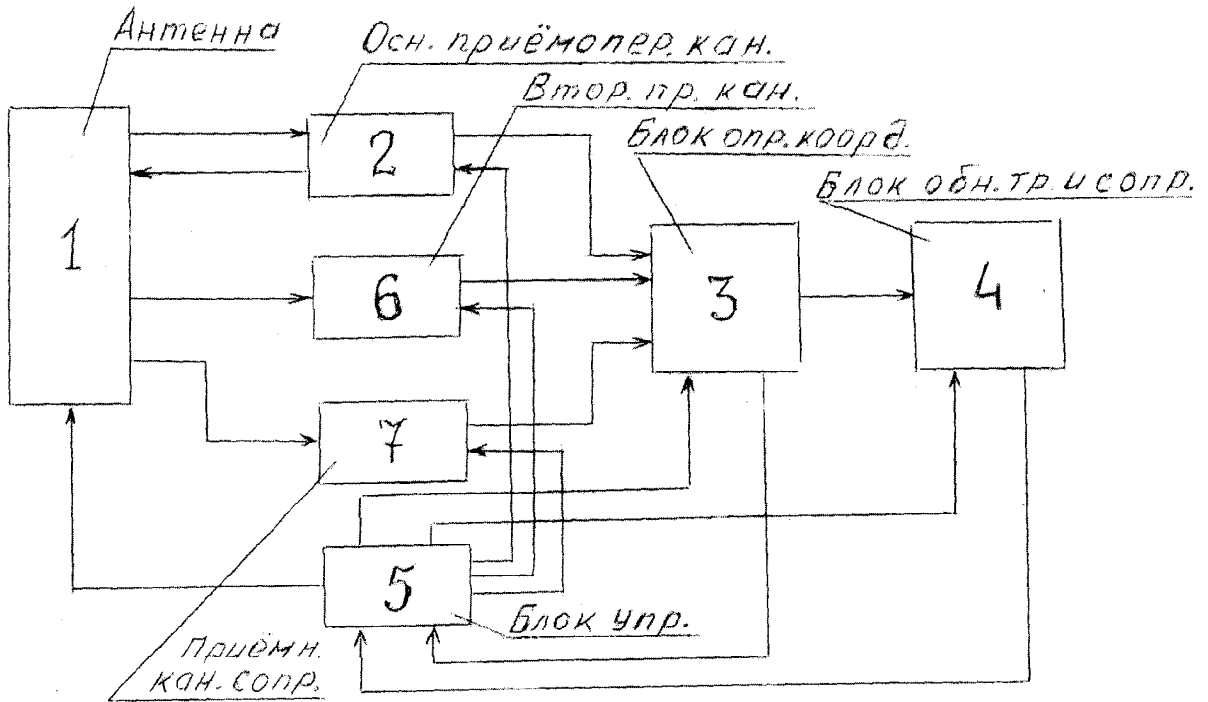 Антенна
Осн. приёмопер. кан.
Втор. пр. кан.
Блок опр. коорд.
Блок обн. тр. и сопр.
1
2
6
3
4
7
5
Блок упр.
Приёмн.
кан. сопр.